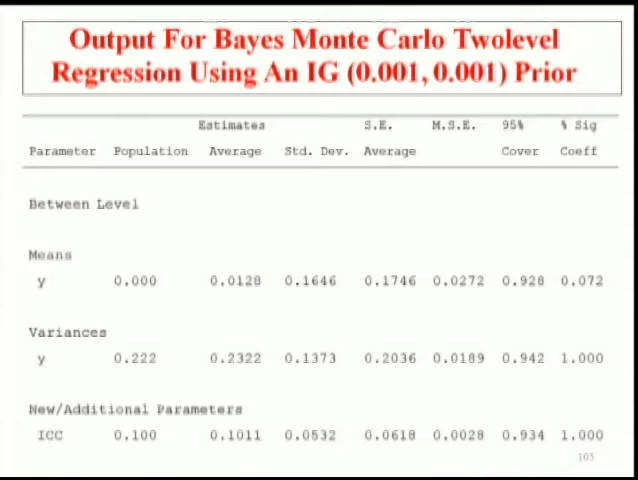 Output For Bayes Monte Carlo Twolevel
Regression Using An IG (0.001, 0.001) Prior
Estimates S.E. M.S.E. 95% % Sig
Parameter Population Average Std. Dev. Average Cover Coeff
Between Level
Means
y 0.000 0.0128 0.1646 0.1746 0.0272 0.928 0.072
Variances
y 0.222 0.2322 0.1373 0.2036 0.0189 0.942 1.000
New/Additional Parameters
ICC 0.100 0.1011 0.0532 0.0618 0.0028 0.934 1.000
105